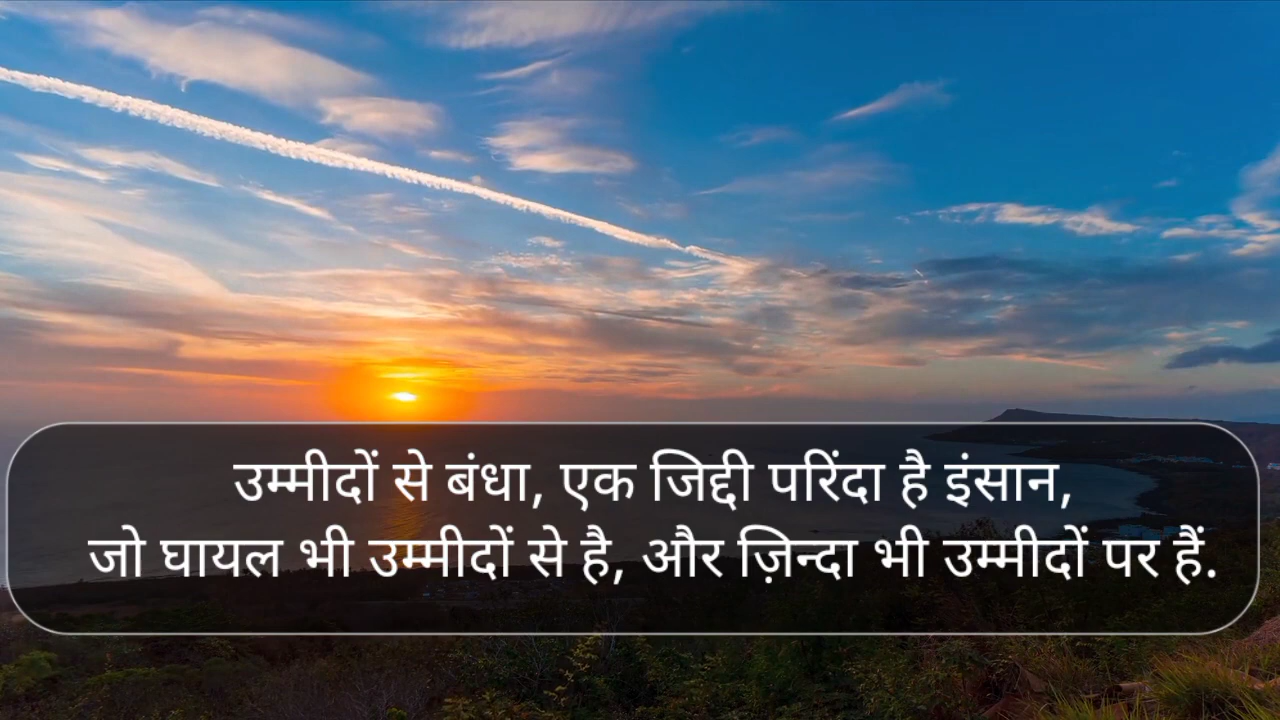 उम्मीदों से बंधा, एक जिद्दी परिंदा है इंसान,
जो घायल भी उम्मीदों से है, और ज़िन्दा भी उम्मीदों पर हैं.